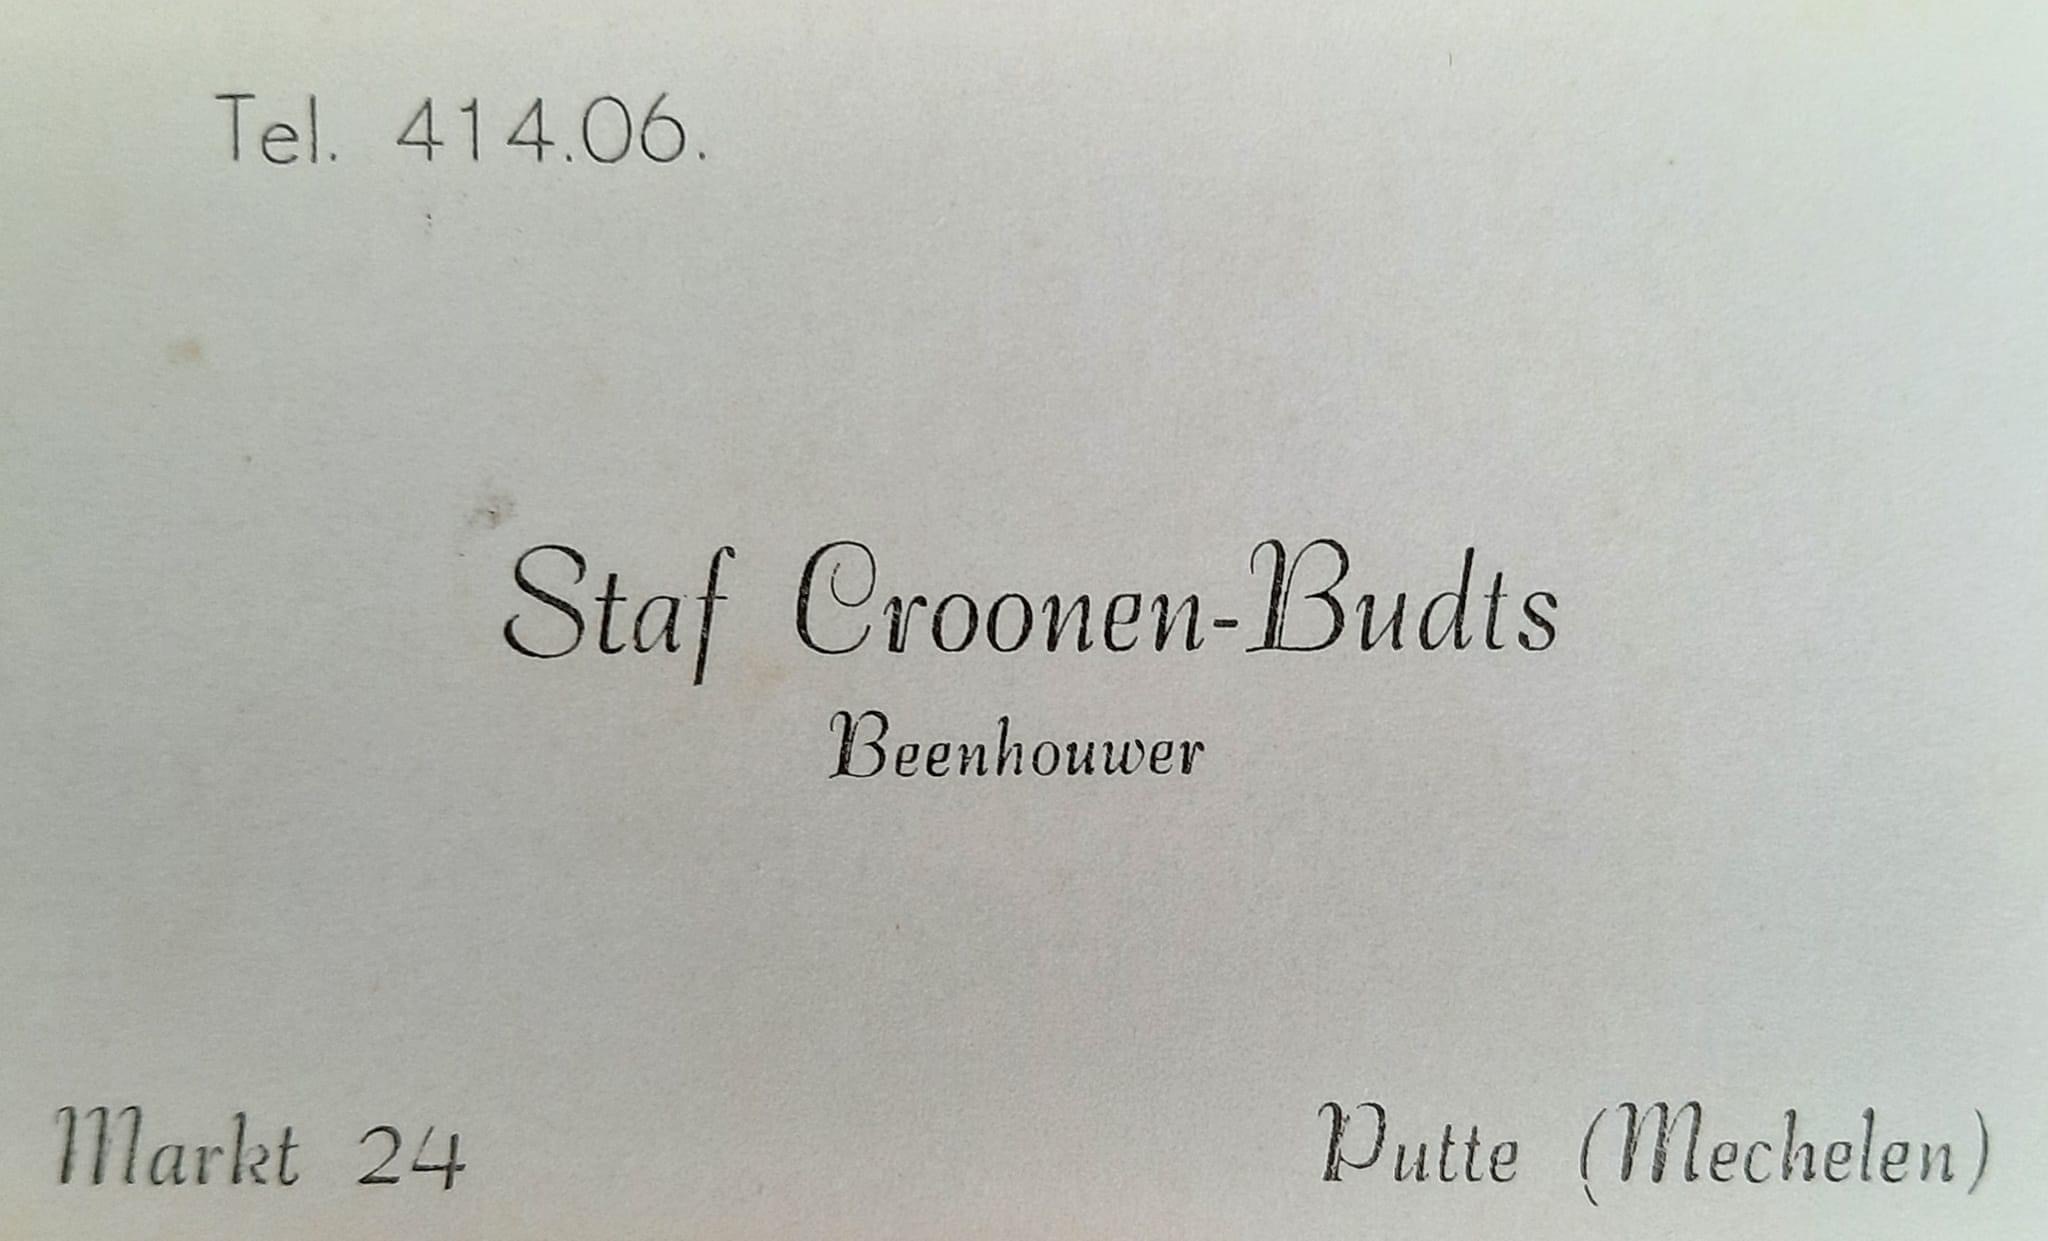 Tel. 414.06.
Staf Croonen-Budts
Beenhouwer
Markt 24
Putte (Mechelen)